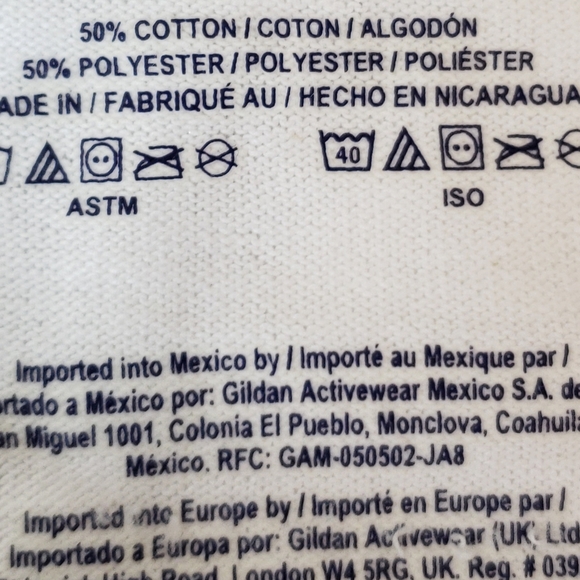 50% COTTON / COTON / ALGODÓN
50% POLYESTER / POLYESTER / POLIÉSTER
ADE IN / FABRIQUÉ AU / HECHO EN NICARAGUA
40
ASTM
ISO
Imported into Mexico by / Importé au Mexique par /
rtado a México por: Gildan Activewear Mexico S.A. de
an Miguel 1001, Colonia El Pueblo, Monclova, Coahuila
México. RFC: GAM-050502-JA8
Imported into Europe by / Importé en Europe par /
Importado a Europa por: Gildan Activewear (UK) Ltd
High Road, London W4 5RG, UK. Reg. # 039